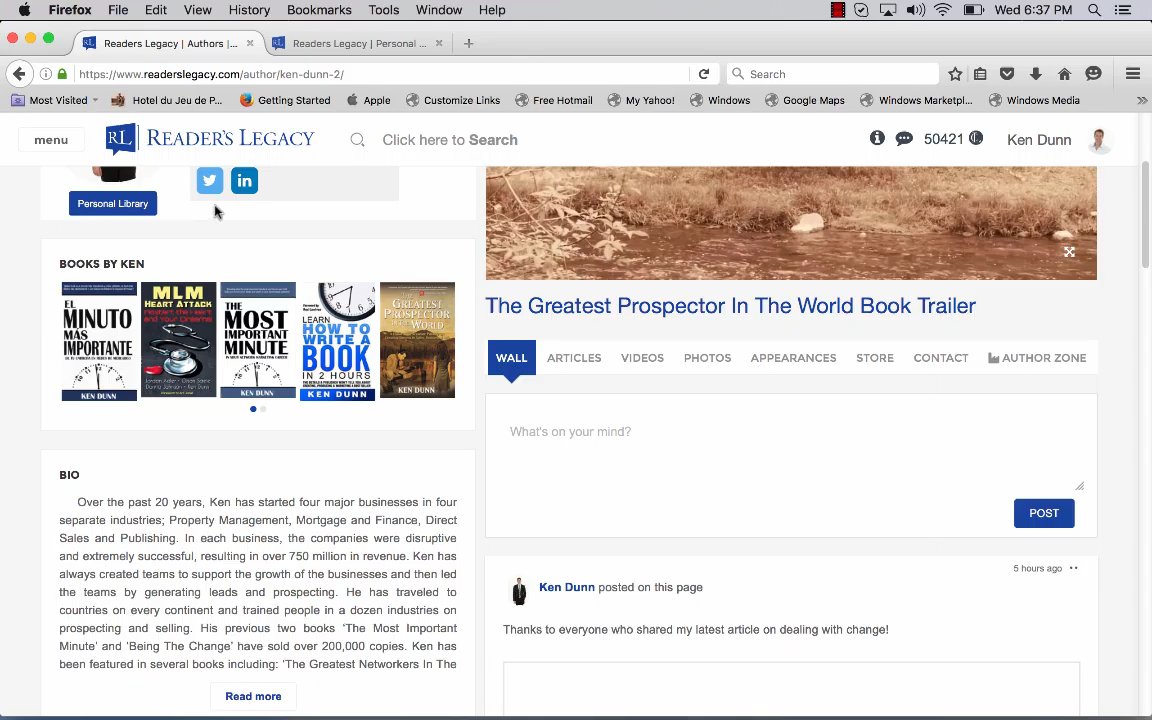 Firefox File Edit View History Bookmarks Tools Window Help Wed 6:37 PM
Readers Legacy | Authors |... Readers Legacy | Personal ...
https://www.readerslegacy.com/author/ken-dunn-2/ Search
Most Visited Hotel du Jeu de P... Getting Started Apple Customize Links Free Hotmail My Yahoo! Windows Google Maps Windows Marketpl... Windows Media
menu RL READER'S LEGACY Click here to Search 50421 Ken Dunn
Personal Library
BOOKS BY KEN
EL MINUTO MÁS IMPORTANTE
KEN DUNN
MLM HEART ATTACK
THE MOST IMPORTANT MINUTE
KEN DUNN
LEARN HOW TO WRITE A BOOK IN 2 HOURS
KEN DUNN
THE GREATEST PROSPECTOR IN THE WORLD
KEN DUNN
BIO
Over the past 20 years, Ken has started four major businesses in four
separate industries; Property Management, Mortgage and Finance, Direct
Sales and Publishing. In each business, the companies were disruptive
and extremely successful, resulting in over 750 million in revenue. Ken has
always created teams to support the growth of the businesses and then led
the teams by generating leads and prospecting. He has traveled to
countries on every continent and trained people in a dozen industries on
prospecting and selling. His previous two books 'The Most Important
Minute' and 'Being The Change' have sold over 200,000 copies. Ken has
been featured in several books including: 'The Greatest Networkers In The
Read more
The Greatest Prospector In The World Book Trailer
WALL ARTICLES VIDEOS PHOTOS APPEARANCES STORE CONTACT AUTHOR ZONE
What's on your mind?
POST
5 hours ago
Ken Dunn posted on this page
Thanks to everyone who shared my latest article on dealing with change!